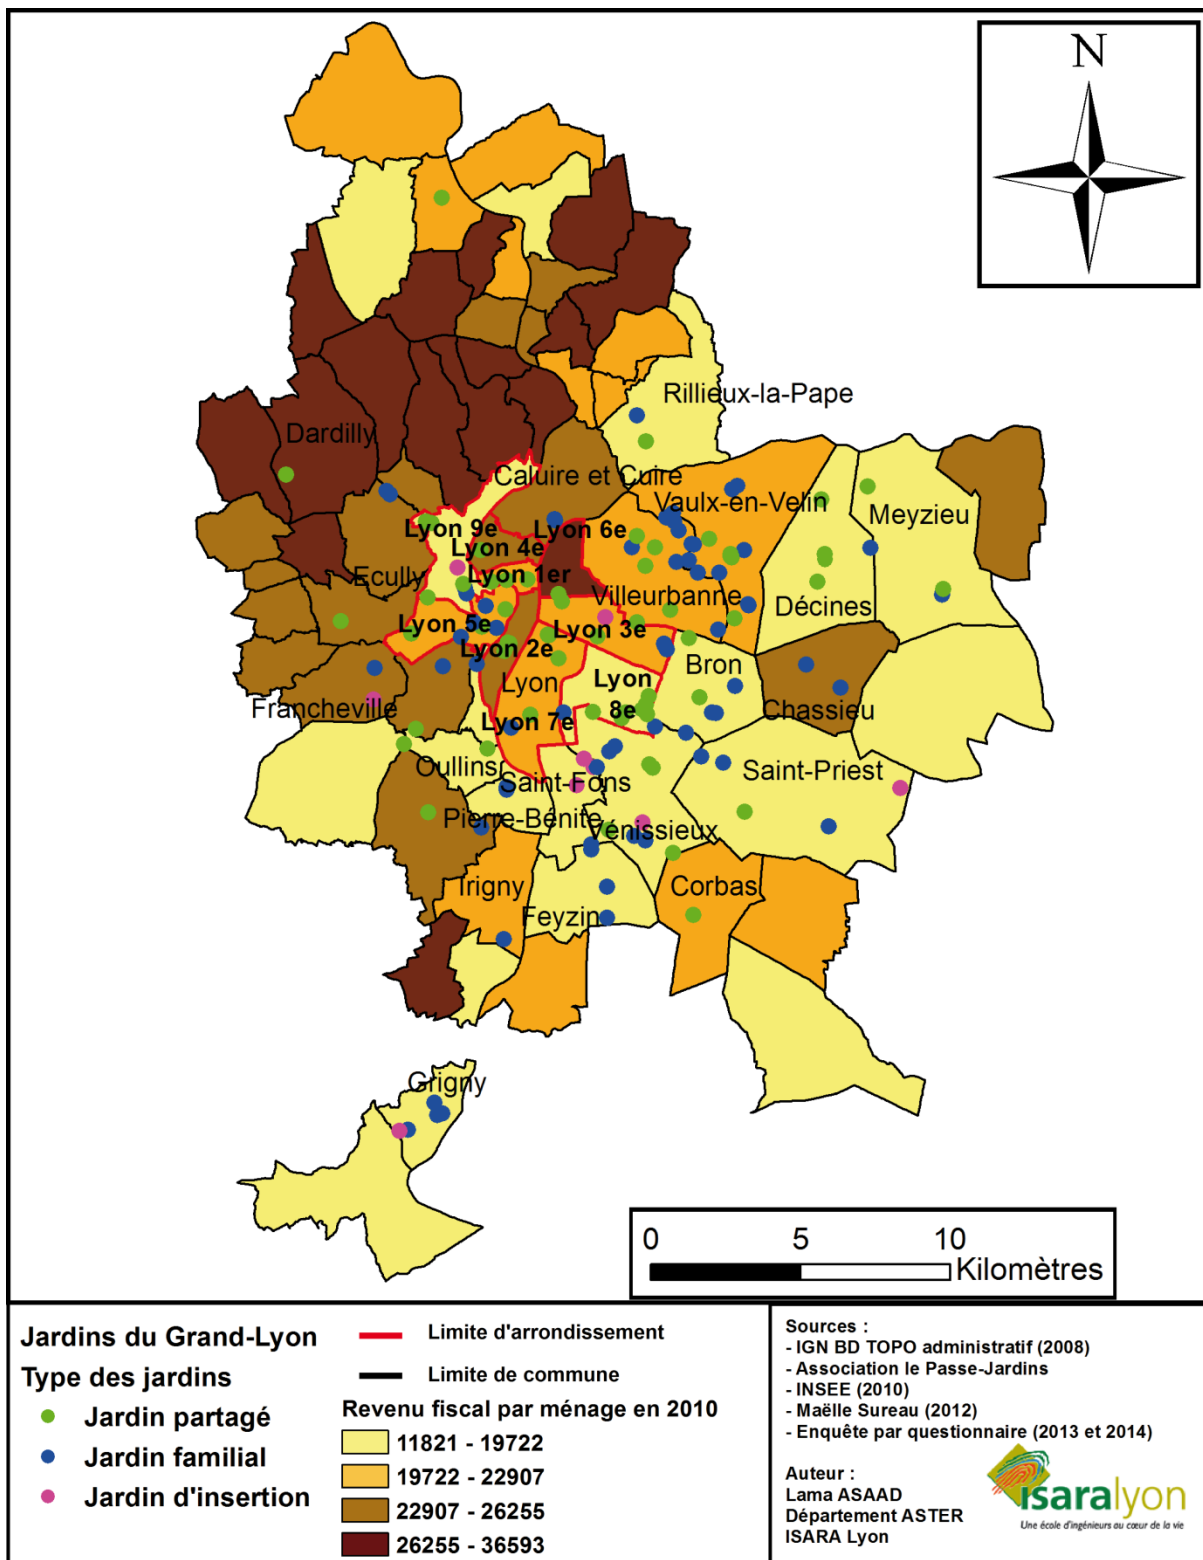 N
Rillieux-la-Pape
Dardilly
Caluire et Cuire
Vaulx-en-Velin
Meyzieu
Lyon 9e
Lyon 6e
Lyon 4e
Ecully
Lyon 1er
Villeurbanne
Décines
Lyon 5e
Lyon 3e
Lyon 2e
Bron
Lyon
Lyon
8e
Francheville
Lyon 7e
Chassieu
Oullins
Saint-Fons
Saint-Priest
Pierre-Bénite
Vénissieux
Irigny
Corbas
Feyzin
Grigny
0 5 10
Kilomètres
Jardins du Grand-Lyon
Type des jardins
Jardin partagé
Jardin familial
Jardin d'insertion
Limite d'arrondissement
Limite de commune
Revenu fiscal par ménage en 2010
11821 - 19722
19722 - 22907
22907 - 26255
26255 - 36593
Sources :
- IGN BD TOPO administratif (2008)
- Association le Passe-Jardins
- INSEE (2010)
- Maëlle Sureau (2012)
- Enquête par questionnaire (2013 et 2014)
Auteur :
Lama ASAAD
Département ASTER
ISARA Lyon
isaralyon
Une école d'ingénieurs au cœur de la vie